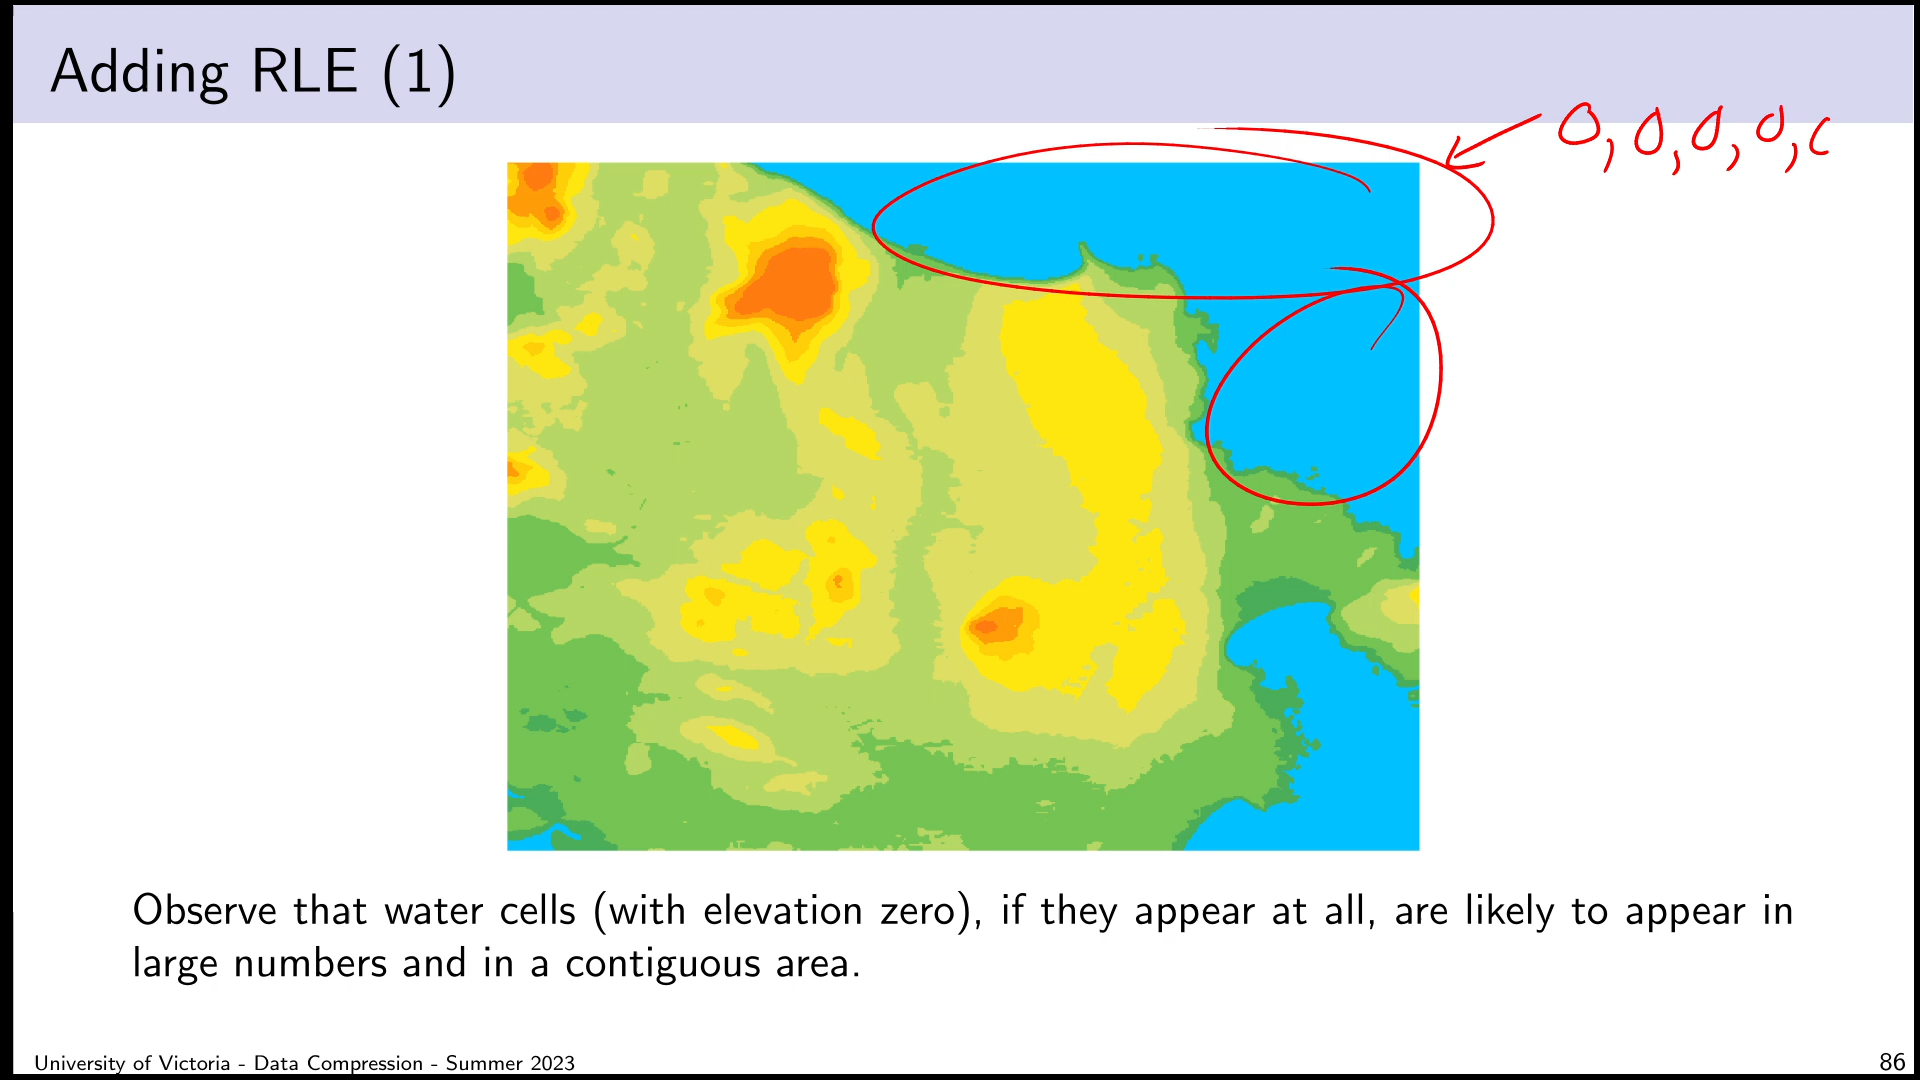 Adding RLE (1)
0, 0, 0, 0, 0
Observe that water cells (with elevation zero), if they appear at all, are likely to appear in
large numbers and in a contiguous area.
University of Victoria - Data Compression - Summer 2023
86